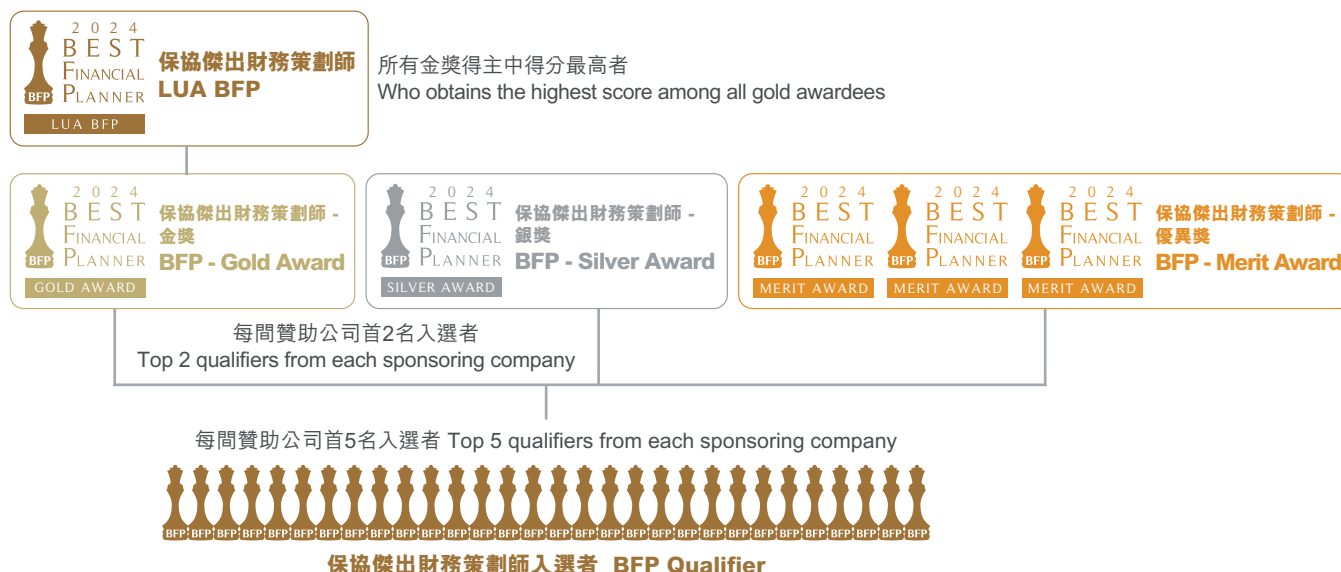 2024
BEST
FINANCIAL
PLANNER
BFP
LUA BFP
保協傑出財務策劃師
LUA BFP
所有金獎得主中得分最高者
Who obtains the highest score among all gold awardees
2024
BEST
FINANCIAL
PLANNER
BFP
GOLD AWARD
保協傑出財務策劃師 -
金獎
BFP - Gold Award
2024
BEST
FINANCIAL
PLANNER
BFP
SILVER AWARD
保協傑出財務策劃師 -
銀獎
BFP - Silver Award
2024
BEST
FINANCIAL
PLANNER
BFP
MERIT AWARD
2024
BEST
FINANCIAL
PLANNER
BFP
MERIT AWARD
2024
BEST
FINANCIAL
PLANNER
BFP
MERIT AWARD
保協傑出財務策劃師 -
優異獎
BFP - Merit Award
每間贊助公司首2名入選者
Top 2 qualifiers from each sponsoring company
每間贊助公司首5名入選者 Top 5 qualifiers from each sponsoring company
BFP BFP BFP BFP BFP BFP BFP BFP BFP BFP BFP BFP BFP BFP BFP BFP BFP BFP BFP BFP BFP BFP BFP BFP BFP BFP BFP BFP BFP BFP
保協傑出財務策劃師入選者 BFP Qualifier